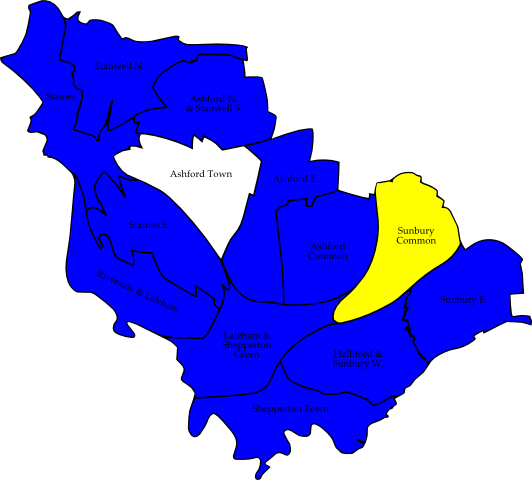 Stanwell N.
Staines
Ashford N.
& Stanwell S.
Ashford Town
Ashford E.
Staines S.
Sunbury
Common
Ashford
Common
Riverside & Laleham
Sunbury E.
Laleham &
Shepperton
Green
Halliford &
Sunbury W.
Shepperton Town